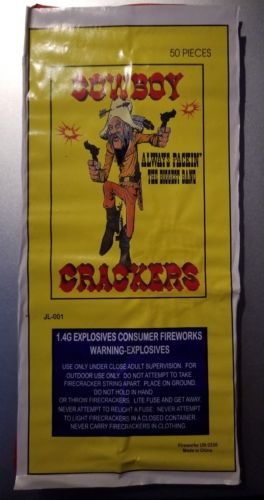 50 PIECES
COWBOY
ALWAYS PACKIN'
THE BIGGEST BANG
CRACKERS
JL-001
1.4G EXPLOSIVES CONSUMER FIREWORKS
WARNING-EXPLOSIVES
USE ONLY UNDER CLOSE ADULT SUPERVISION. FOR
OUTDOOR USE ONLY. DO NOT ATTEMPT TO TAKE
FIRECRACKER STRING APART. PLACE ON GROUND.
DO NOT HOLD IN HAND
OR THROW FIRECRACKERS. LITE FUSE AND GET AWAY.
NEVER ATTEMPT TO RELIGHT A FUSE. NEVER ATTEMPT
TO LIGHT FIRECRACKERS IN A CLOSED CONTAINER.
NEVER CARRY FIRECRACKERS IN CLOTHING.
Fireworks UN 0336
Made in China